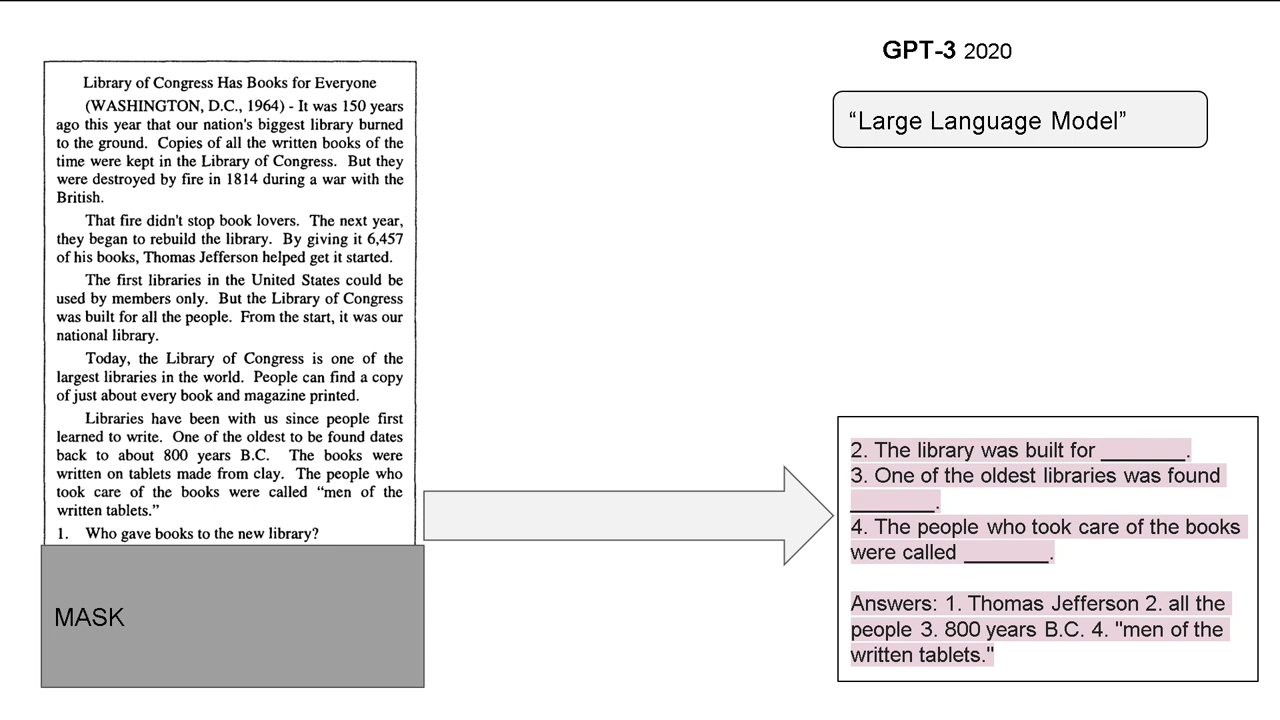 GPT-3 2020
“Large Language Model”
Library of Congress Has Books for Everyone
(WASHINGTON, D.C., 1964) - It was 150 years
ago this year that our nation's biggest library burned
to the ground. Copies of all the written books of the
time were kept in the Library of Congress. But they
were destroyed by fire in 1814 during a war with the
British.
That fire didn't stop book lovers. The next year,
they began to rebuild the library. By giving it 6,457
of his books, Thomas Jefferson helped get it started.
The first libraries in the United States could be
used by members only. But the Library of Congress
was built for all the people. From the start, it was our
national library.
Today, the Library of Congress is one of the
largest libraries in the world. People can find a copy
of just about every book and magazine printed.
Libraries have been with us since people first
learned to write. One of the oldest to be found dates
back to about 800 years B.C. The books were
written on tablets made from clay. The people who
took care of the books were called “men of the
written tablets.”
1. Who gave books to the new library?
MASK
2. The library was built for _______.
3. One of the oldest libraries was found
_______.
4. The people who took care of the books
were called _______.
Answers: 1. Thomas Jefferson 2. all the
people 3. 800 years B.C. 4. "men of the
written tablets."